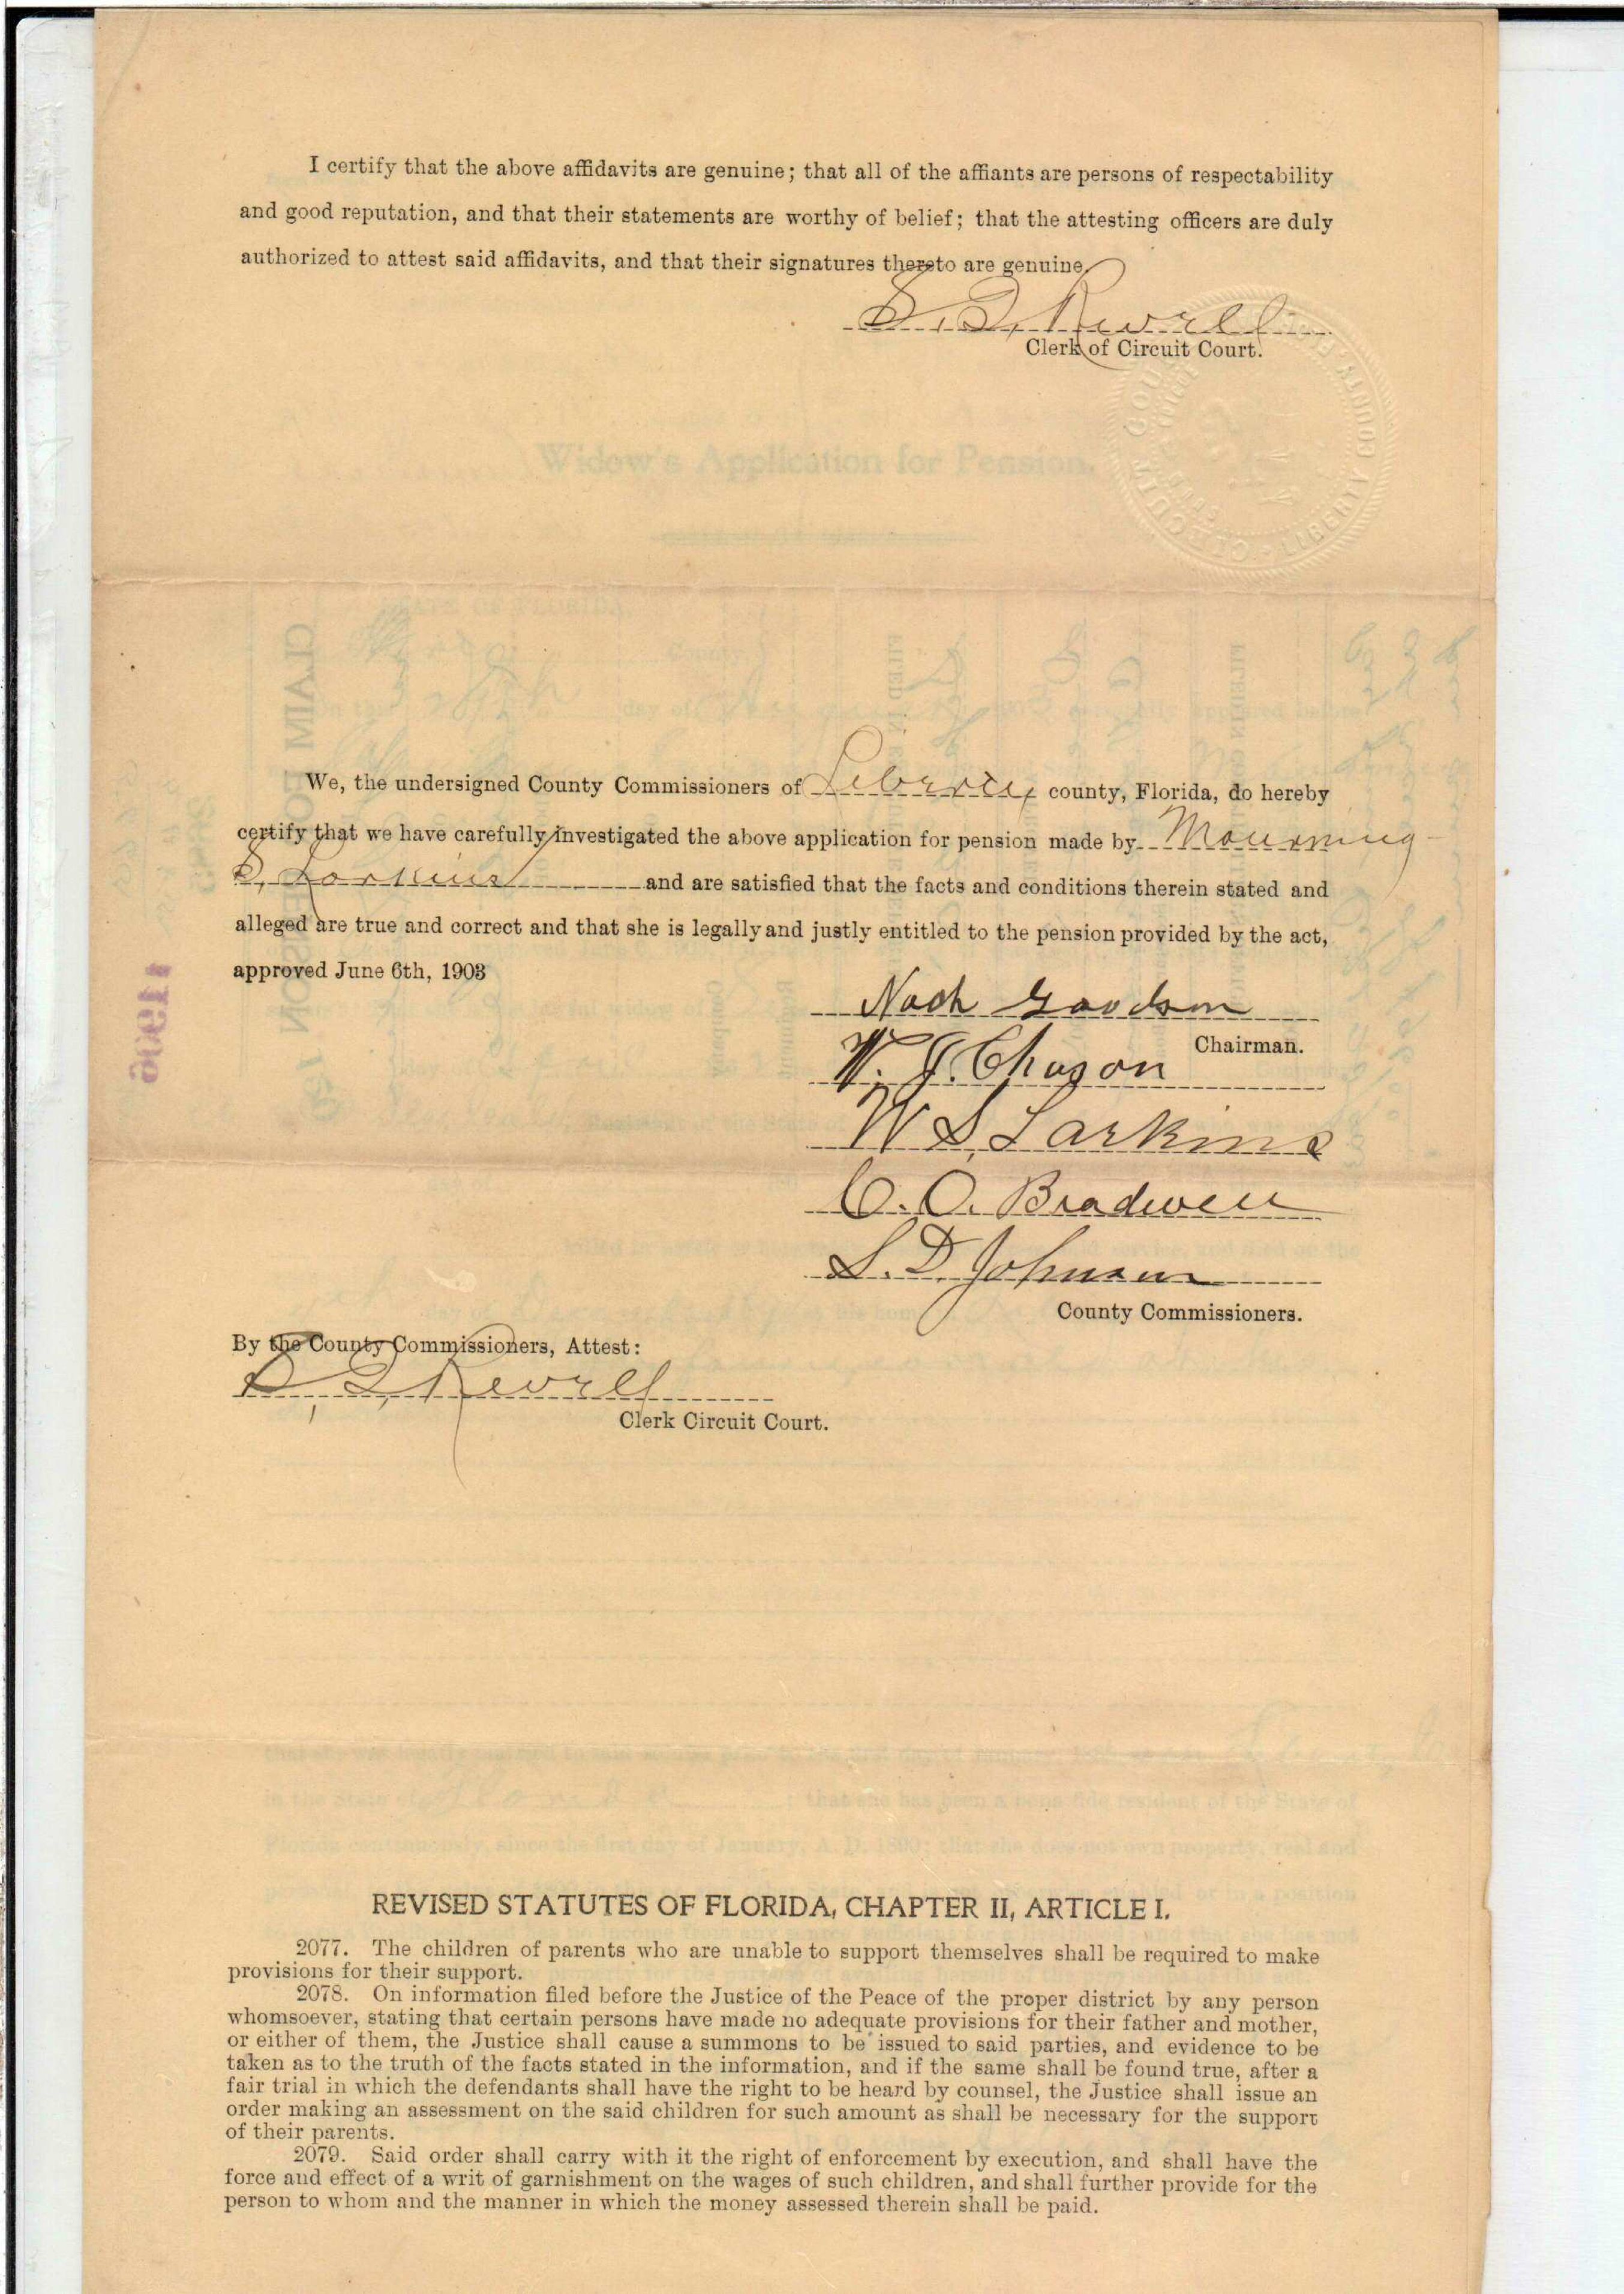 I certify that the above affidavits are genuine; that all of the affiants are persons of respectability
and good reputation, and that their statements are worthy of belief; that the attesting officers are duly
authorized to attest said affidavits, and that their signatures thereto are genuine.
Revell
Clerk of Circuit Court.
CIRCUIT COURT LIBERTY COUNTY
Widow's Application for Pension.
We, the undersigned County Commissioners of Liberty county, Florida, do hereby
certify that we have carefully investigated the above application for pension made by Mourning
S. Larkins and are satisfied that the facts and conditions therein stated and
alleged are true and correct and that she is legally and justly entitled to the pension provided by the act,
approved June 6th, 1903
11906
Chairman.
W. J. Chason
W S. Larkins
C. O. Bradwell
S. D. Johnson
County Commissioners.
By the County Commissioners, Attest:
Revell
Clerk Circuit Court.
REVISED STATUTES OF FLORIDA, CHAPTER II, ARTICLE I.
2077. The children of parents who are unable to support themselves shall be required to make
provisions for their support.
2078. On information filed before the Justice of the Peace of the proper district by any person
whomsoever, stating that certain persons have made no adequate provisions for their father and mother,
or either of them, the Justice shall cause a summons to be issued to said parties, and evidence to be
taken as to the truth of the facts stated in the information, and if the same shall be found true, after a
fair trial in which the defendants shall have the right to be heard by counsel, the Justice shall issue an
order making an assessment on the said children for such amount as shall be necessary for the support
of their parents.
2079. Said order shall carry with it the right of enforcement by execution, and shall have the
force and effect of a writ of garnishment on the wages of such children, and shall further provide for the
person to whom and the manner in which the money assessed therein shall be paid.